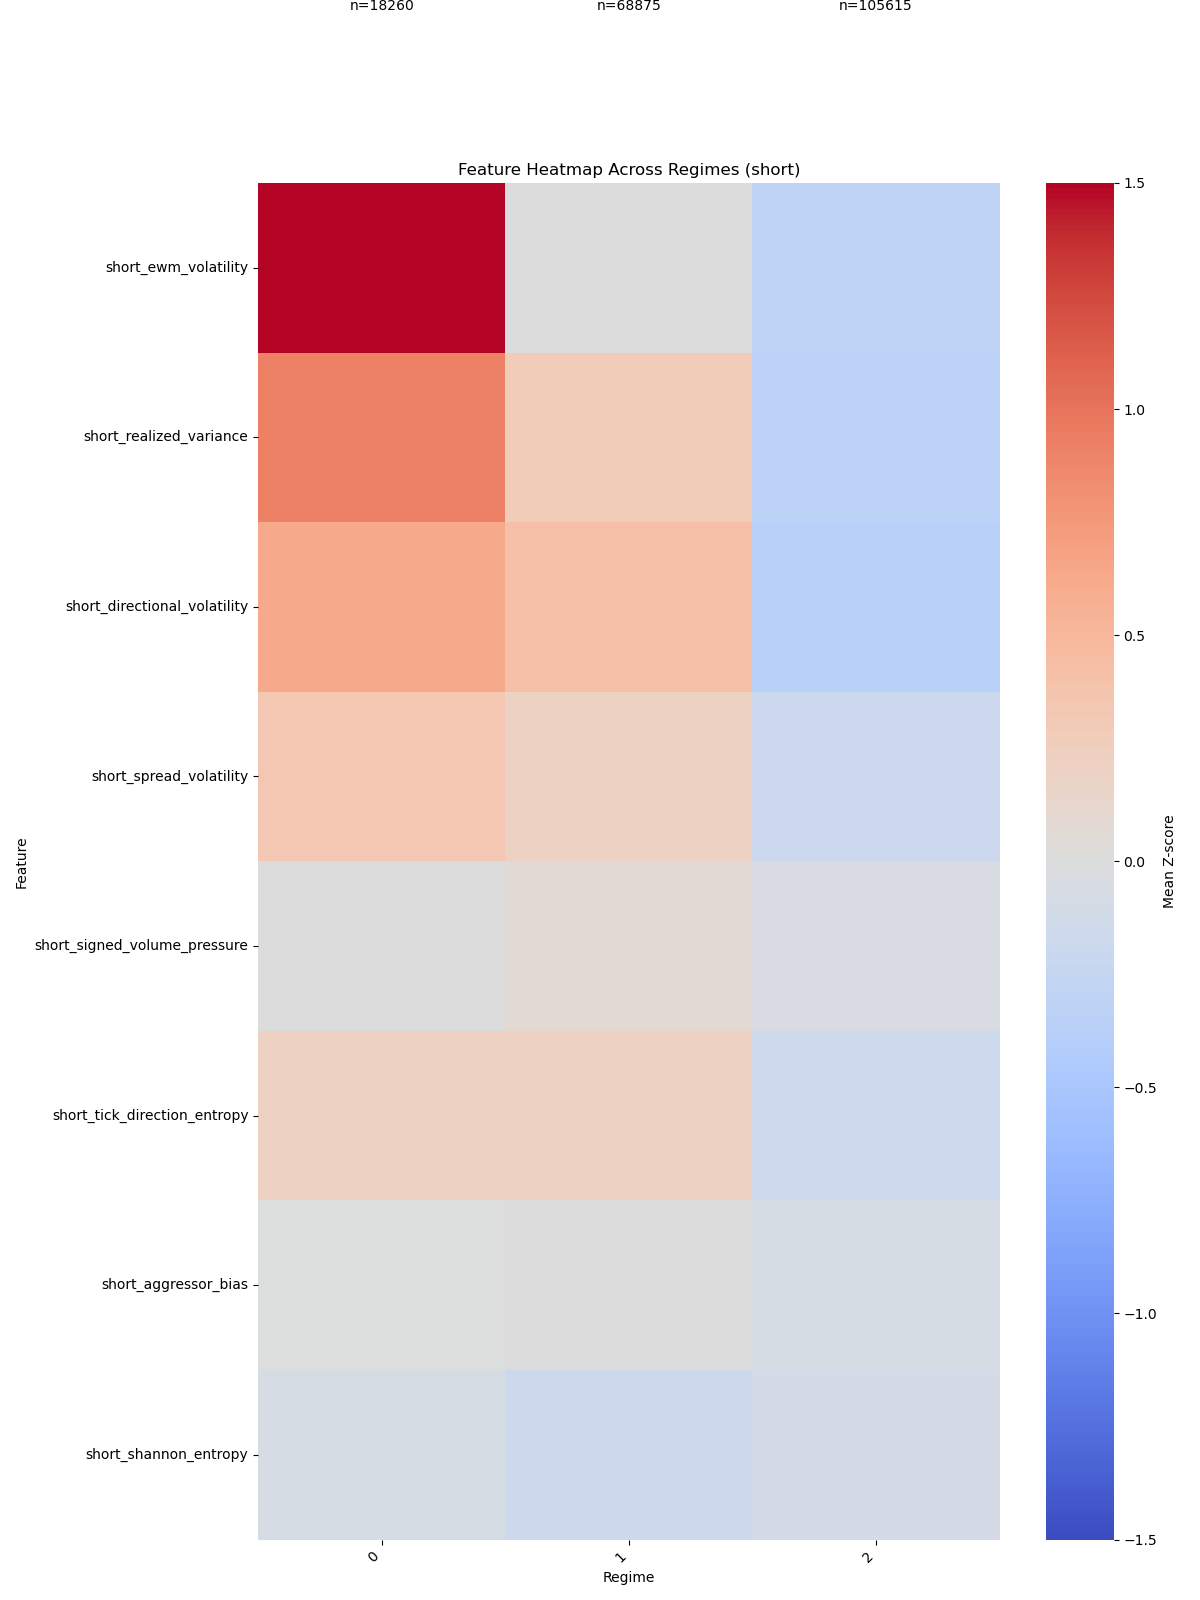 n=18260 n=68875 n=105615
Feature Heatmap Across Regimes (short)
short_ewm_volatility
short_realized_variance
short_directional_volatility
short_spread_volatility
short_signed_volume_pressure
short_tick_direction_entropy
short_aggressor_bias
short_shannon_entropy
Feature
0 1 2
Regime
1.5
1.0
0.5
0.0
−0.5
−1.0
−1.5
Mean Z-score